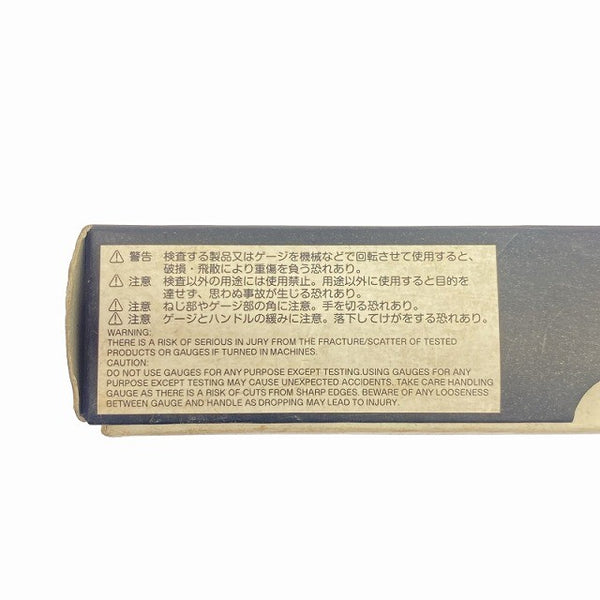 ⚠ 警告 検査する製品又はゲージを機械などで回転させて使用すると、
破損・飛散により重傷を負う恐れあり。
⚠ 注意 検査以外の用途には使用禁止。用途以外に使用すると目的を
達せず、思わぬ事故が生じる恐れあり。
⚠ 注意 ねじ部やゲージ部の角に注意。手を切る恐れあり。
⚠ 注意 ゲージとハンドルの緩みに注意。落下してけがをする恐れあり。
WARNING:
THERE IS A RISK OF SERIOUS IN JURY FROM THE FRACTURE/SCATTER OF TESTED
PRODUCTS OR GAUGES IF TURNED IN MACHINES.
CAUTION:
DO NOT USE GAUGES FOR ANY PURPOSE EXCEPT TESTING.USING GAUGES FOR ANY
PURPOSE EXCEPT TESTING MAY CAUSE UNEXPECTED ACCIDENTS. TAKE CARE HANDLING
GAUGE AS THERE IS A RISK OF CUTS FROM SHARP EDGES. BEWARE OF ANY LOOSENESS
BETWEEN GAUGE AND HANDLE AS DROPPING MAY LEAD TO INJURY.